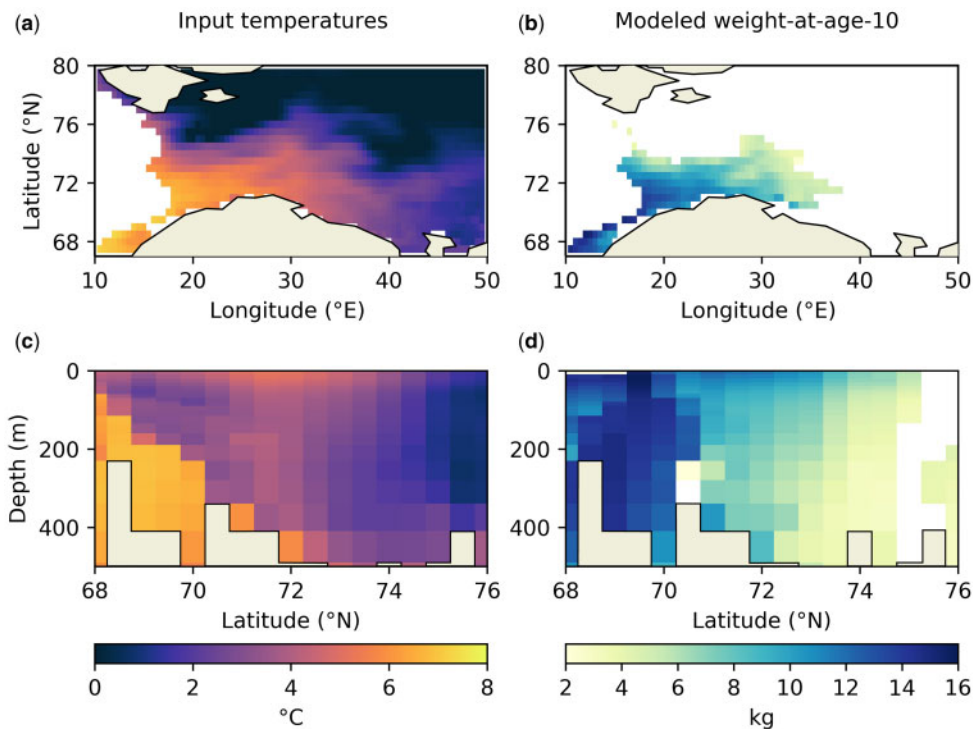 (a) Input temperatures
(b) Modeled weight-at-age-10
80
76
72
68
Latitude (°N)
10 20 30 40 50
Longitude (°E)
80
76
72
68
10 20 30 40 50
Longitude (°E)
(c)
(d)
0
200
400
Depth (m)
68 70 72 74 76
Latitude (°N)
0
200
400
68 70 72 74 76
Latitude (°N)
0 2 4 6 8
°C
2 4 6 8 10 12 14 16
kg